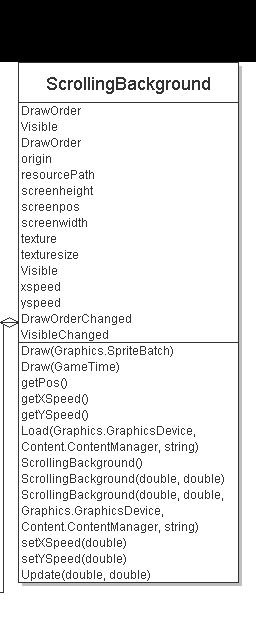 ScrollingBackground
DrawOrder
Visible
DrawOrder
origin
resourcePath
screenheight
screenpos
screenwidth
texture
texturesize
Visible
xspeed
yspeed
DrawOrderChanged
VisibleChanged
Draw(Graphics.SpriteBatch)
Draw(GameTime)
getPos()
getXSpeed()
getYSpeed()
Load(Graphics.GraphicsDevice,
Content.ContentManager, string)
ScrollingBackground()
ScrollingBackground(double, double)
ScrollingBackground(double, double,
Graphics.GraphicsDevice,
Content.ContentManager, string)
setXSpeed(double)
setYSpeed(double)
Update(double, double)